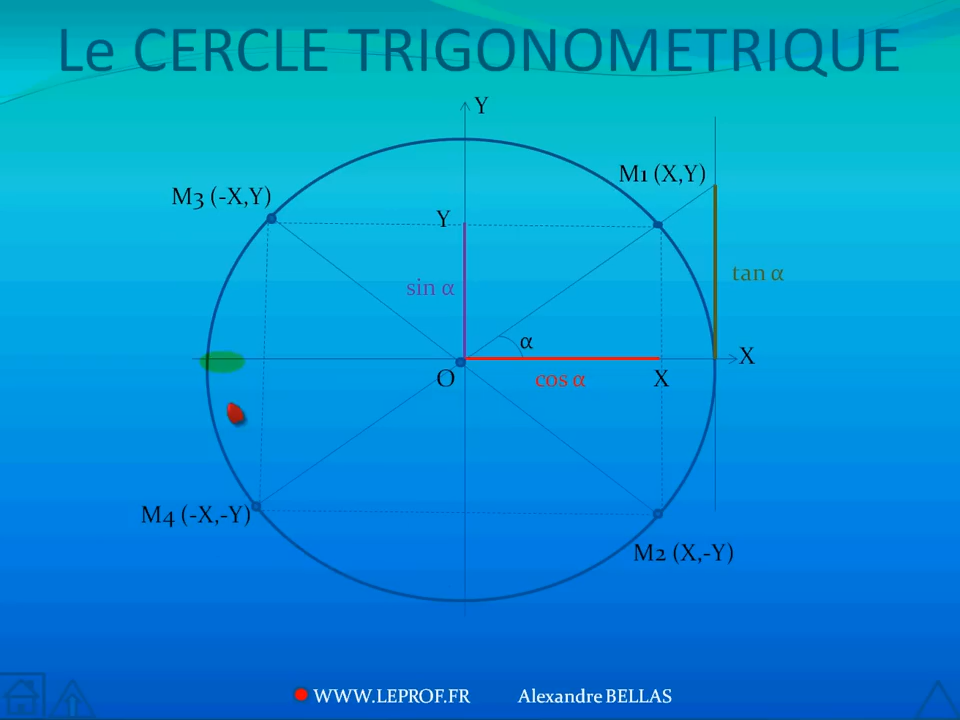 Le CERCLE TRIGONOMETRIQUE
Y
M1 (X,Y)
M3 (-X,Y)
Y
tan α
sin α
α
X
O
cos α
X
M4 (-X,-Y)
M2 (X,-Y)
WWW.LEPROF.FR Alexandre BELLAS